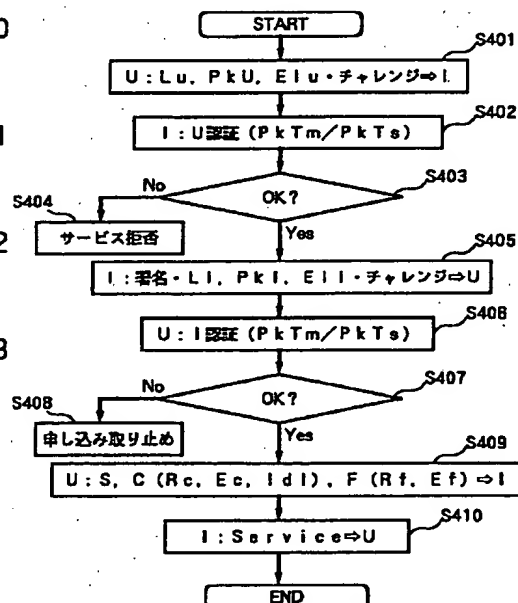 START
S401
U:Lu, PkU, Elu・チャレンジ⇒I
S402
I:U認証 (PkTm/PkTs)
S403
OK?
No
Yes
S404
サービス拒否
S405
I:署名・LI, PkI, EII・チャレンジ⇒U
S406
U:I認証 (PkTm/PkTs)
S407
OK?
No
Yes
S408
申し込み取り止め
S409
U:S, C (Rc, Ec, IdI), F (Rf, Ef) ⇒I
S410
I:Service⇒U
END